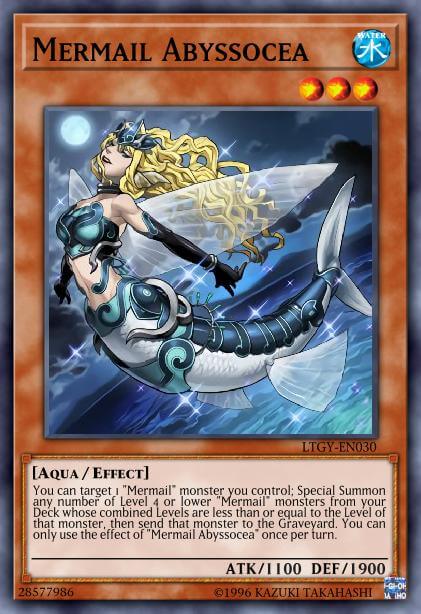 MERMAIL ABYSSOCEA
WATER
水
LTGY-EN030
[AQUA / EFFECT]
You can target 1 "Mermail" monster you control; Special Summon
any number of Level 4 or lower "Mermail" monsters from your
Deck whose combined Levels are less than or equal to the Level of
that monster, then send that monster to the Graveyard. You can
only use the effect of "Mermail Abyssocea" once per turn.
ATK/1100 DEF/1900
28577986
©1996 KAZUKI TAKAHASHI